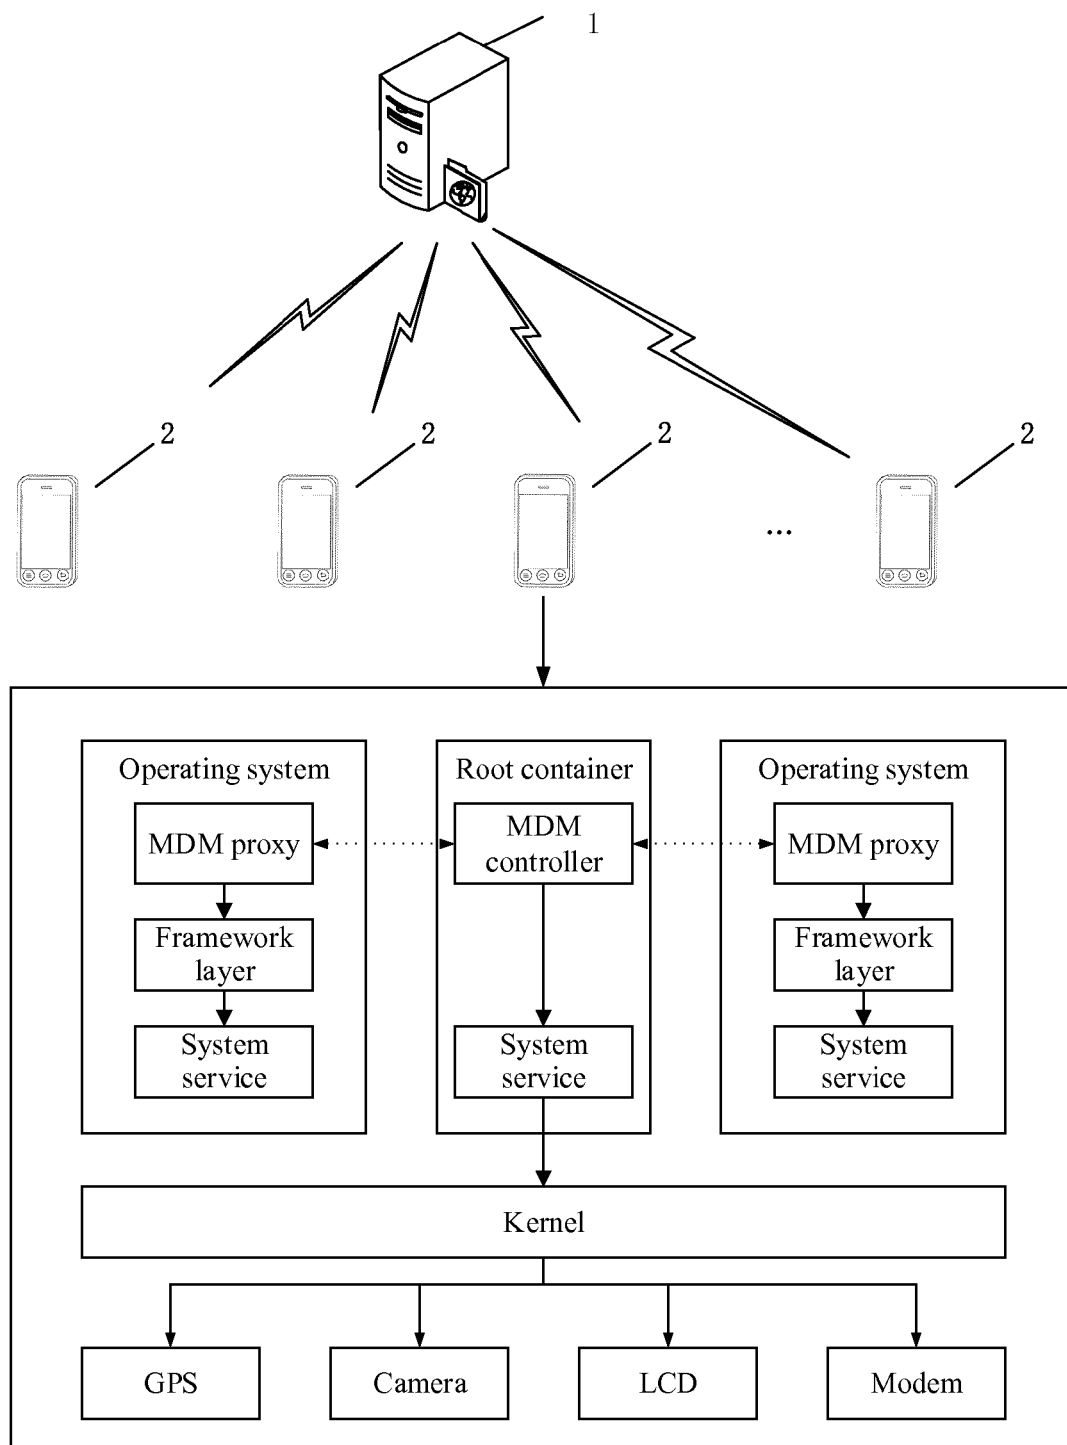 1
2
2
2
2
...
Operating system
Root container
Operating system
MDM proxy
MDM
controller
MDM proxy
Framework
layer
Framework
layer
System
service
System
service
System
service
Kernel
GPS
Camera
LCD
Modem